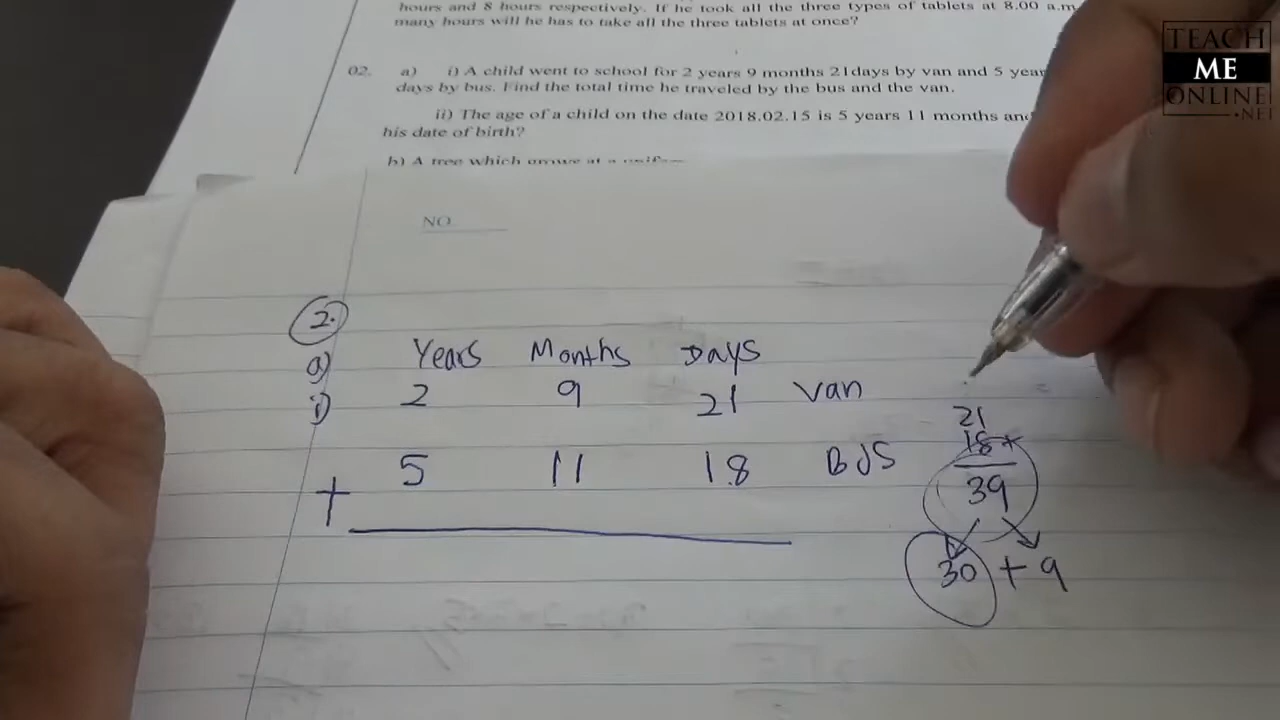 hours and 8 hours respectively. If he took all the three types of tablets at 8.00 a.m
many hours will he has to take all the three tablets at once?
02. a) i) A child went to school for 2 years 9 months 21days by van and 5 year
days by bus. Find the total time he traveled by the bus and the van.
ii) The age of a child on the date 2018.02.15 is 5 years 11 months and
his date of birth?
b) A tree which grows at a
NO.
2.
a) Years Months Days
i) 2 9 21 Van
5 11 18 BUS
+
21
18+
39
30 + 9
TEACH
ME
ONLINE
.NET